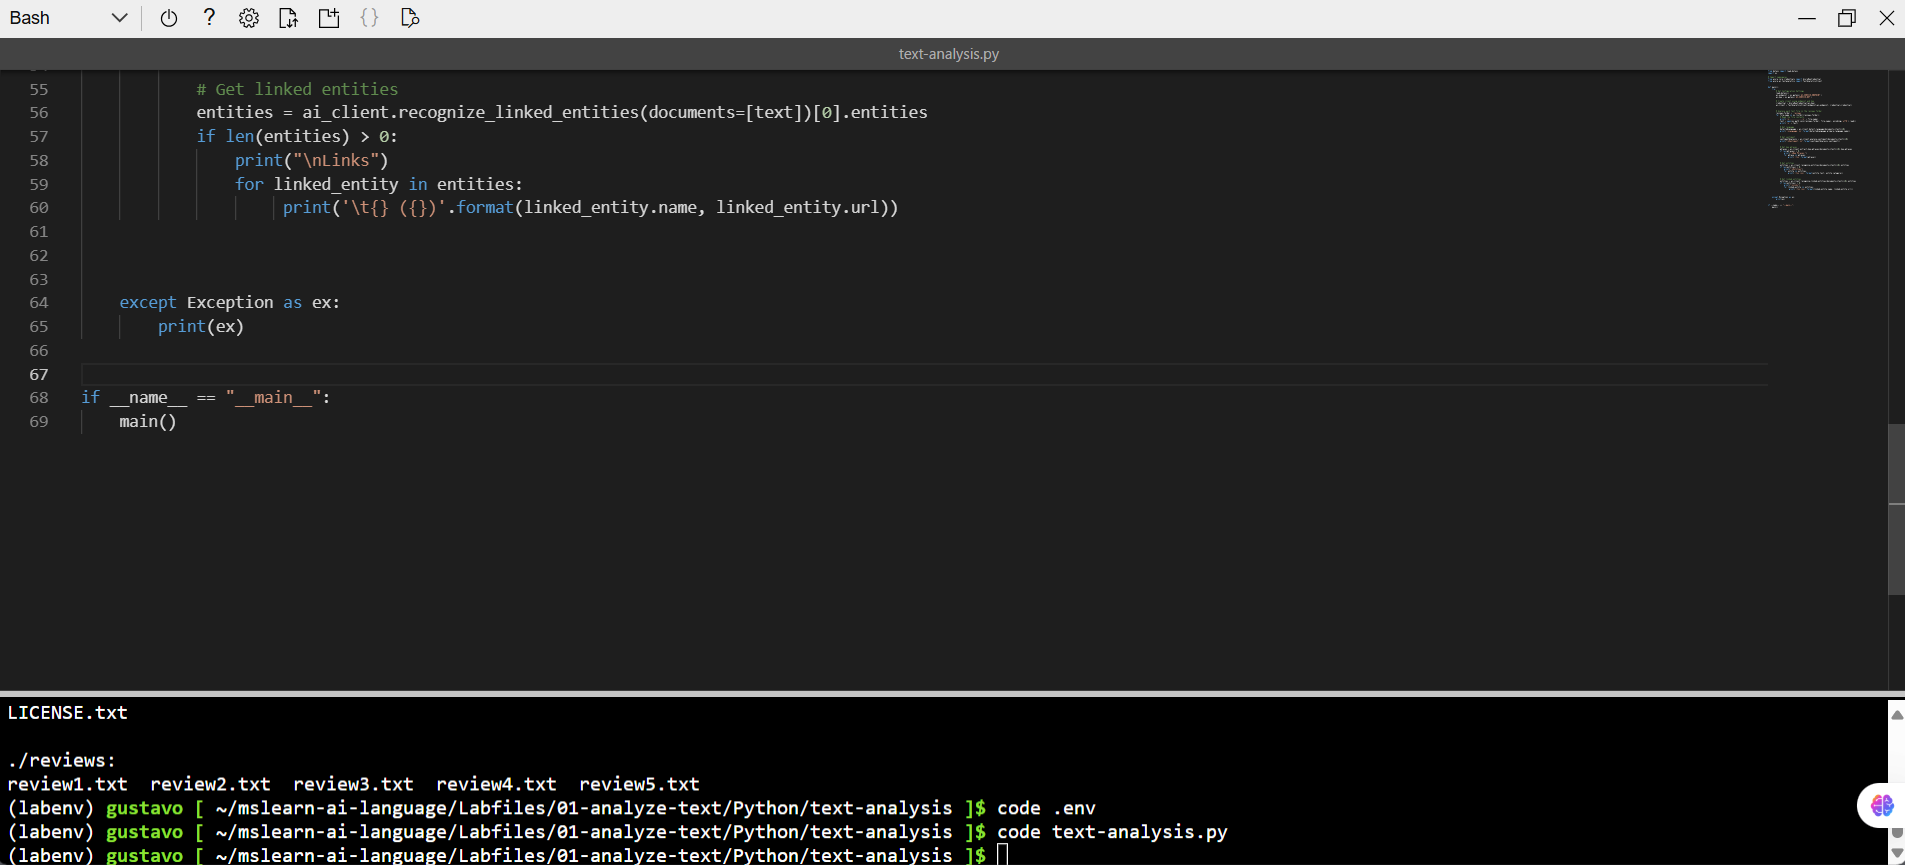 Bash
text-analysis.py
55 # Get linked entities
56 entities = ai_client.recognize_linked_entities(documents=[text])[0].entities
57 if len(entities) > 0:
58 print("\nLinks")
59 for linked_entity in entities:
60 print('\t{} ({})'.format(linked_entity.name, linked_entity.url))
61
62
63
64 except Exception as ex:
65 print(ex)
66
67
68 if __name__ == "__main__":
69 main()
LICENSE.txt
./reviews:
review1.txt review2.txt review3.txt review4.txt review5.txt
(labenv) gustavo [ ~/mslearn-ai-language/Labfiles/01-analyze-text/Python/text-analysis ]$ code .env
(labenv) gustavo [ ~/mslearn-ai-language/Labfiles/01-analyze-text/Python/text-analysis ]$ code text-analysis.py
(labenv) gustavo [ ~/mslearn-ai-language/Labfiles/01-analyze-text/Python/text-analysis ]$